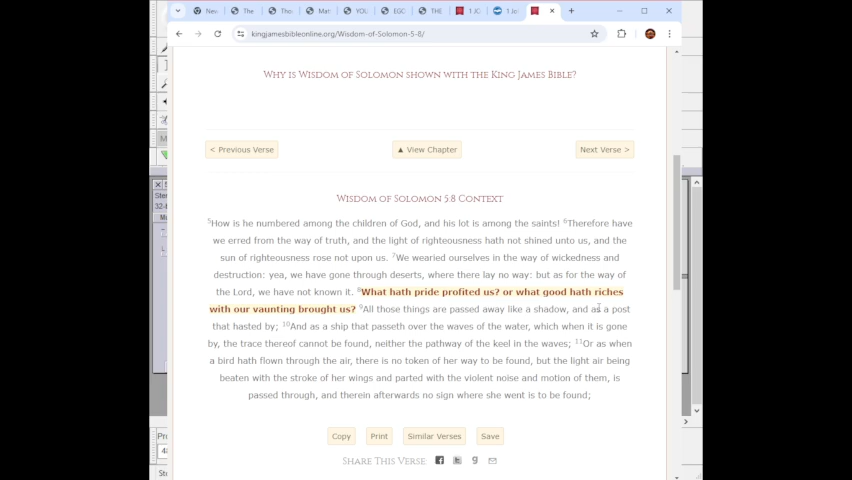 Nev
The
Tho
Mat
YOU
EGC
THE
1 JO
1 Jol
kingjamesbibleonline.org/Wisdom-of-Solomon-5-8/
Why is Wisdom of Solomon shown with the King James Bible?
< Previous Verse
▲ View Chapter
Next Verse >
Wisdom of Solomon 5:8 Context
5How is he numbered among the children of God, and his lot is among the saints! 6Therefore have
we erred from the way of truth, and the light of righteousness hath not shined unto us, and the
sun of righteousness rose not upon us. 7We wearied ourselves in the way of wickedness and
destruction: yea, we have gone through deserts, where there lay no way: but as for the way of
the Lord, we have not known it. 8What hath pride profited us? or what good hath riches
with our vaunting brought us? 9All those things are passed away like a shadow, and as a post
that hasted by; 10And as a ship that passeth over the waves of the water, which when it is gone
by, the trace thereof cannot be found, neither the pathway of the keel in the waves; 11Or as when
a bird hath flown through the air, there is no token of her way to be found, but the light air being
beaten with the stroke of her wings and parted with the violent noise and motion of them, is
passed through, and therein afterwards no sign where she went is to be found;
Copy
Print
Similar Verses
Save
Share This Verse